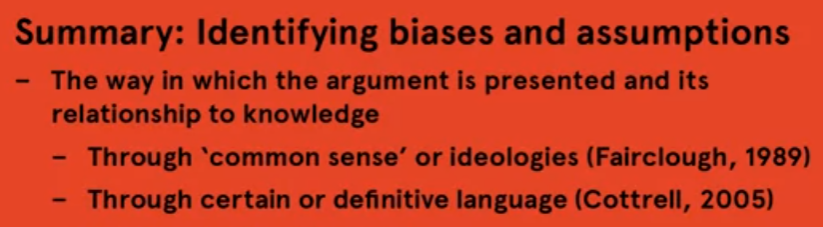 Summary: Identifying biases and assumptions
– The way in which the argument is presented and its
relationship to knowledge
– Through ‘common sense’ or ideologies (Fairclough, 1989)
– Through certain or definitive language (Cottrell, 2005)